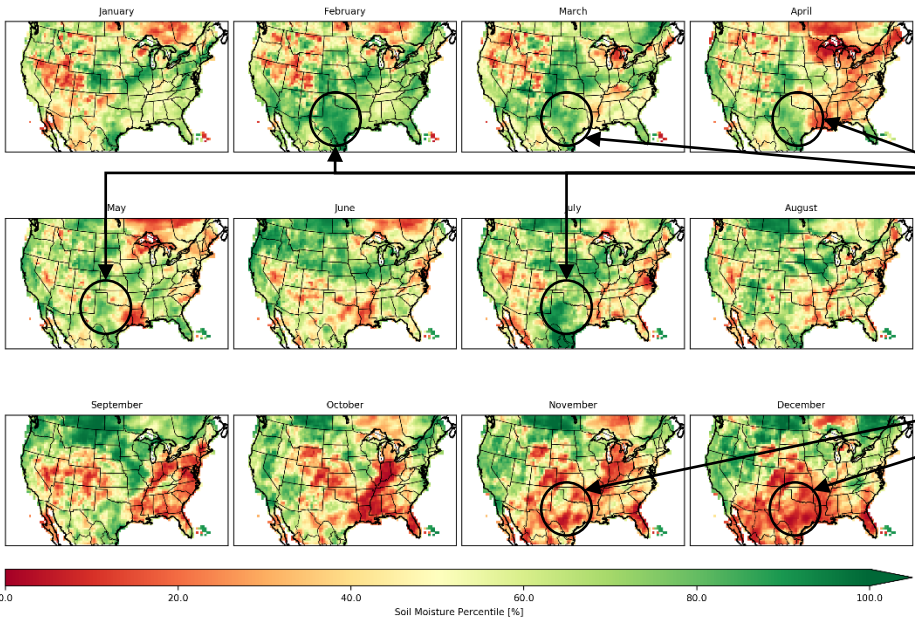 January February March April
May June July August
September October November December
0.0 20.0 40.0 60.0 80.0 100.0
Soil Moisture Percentile [%]